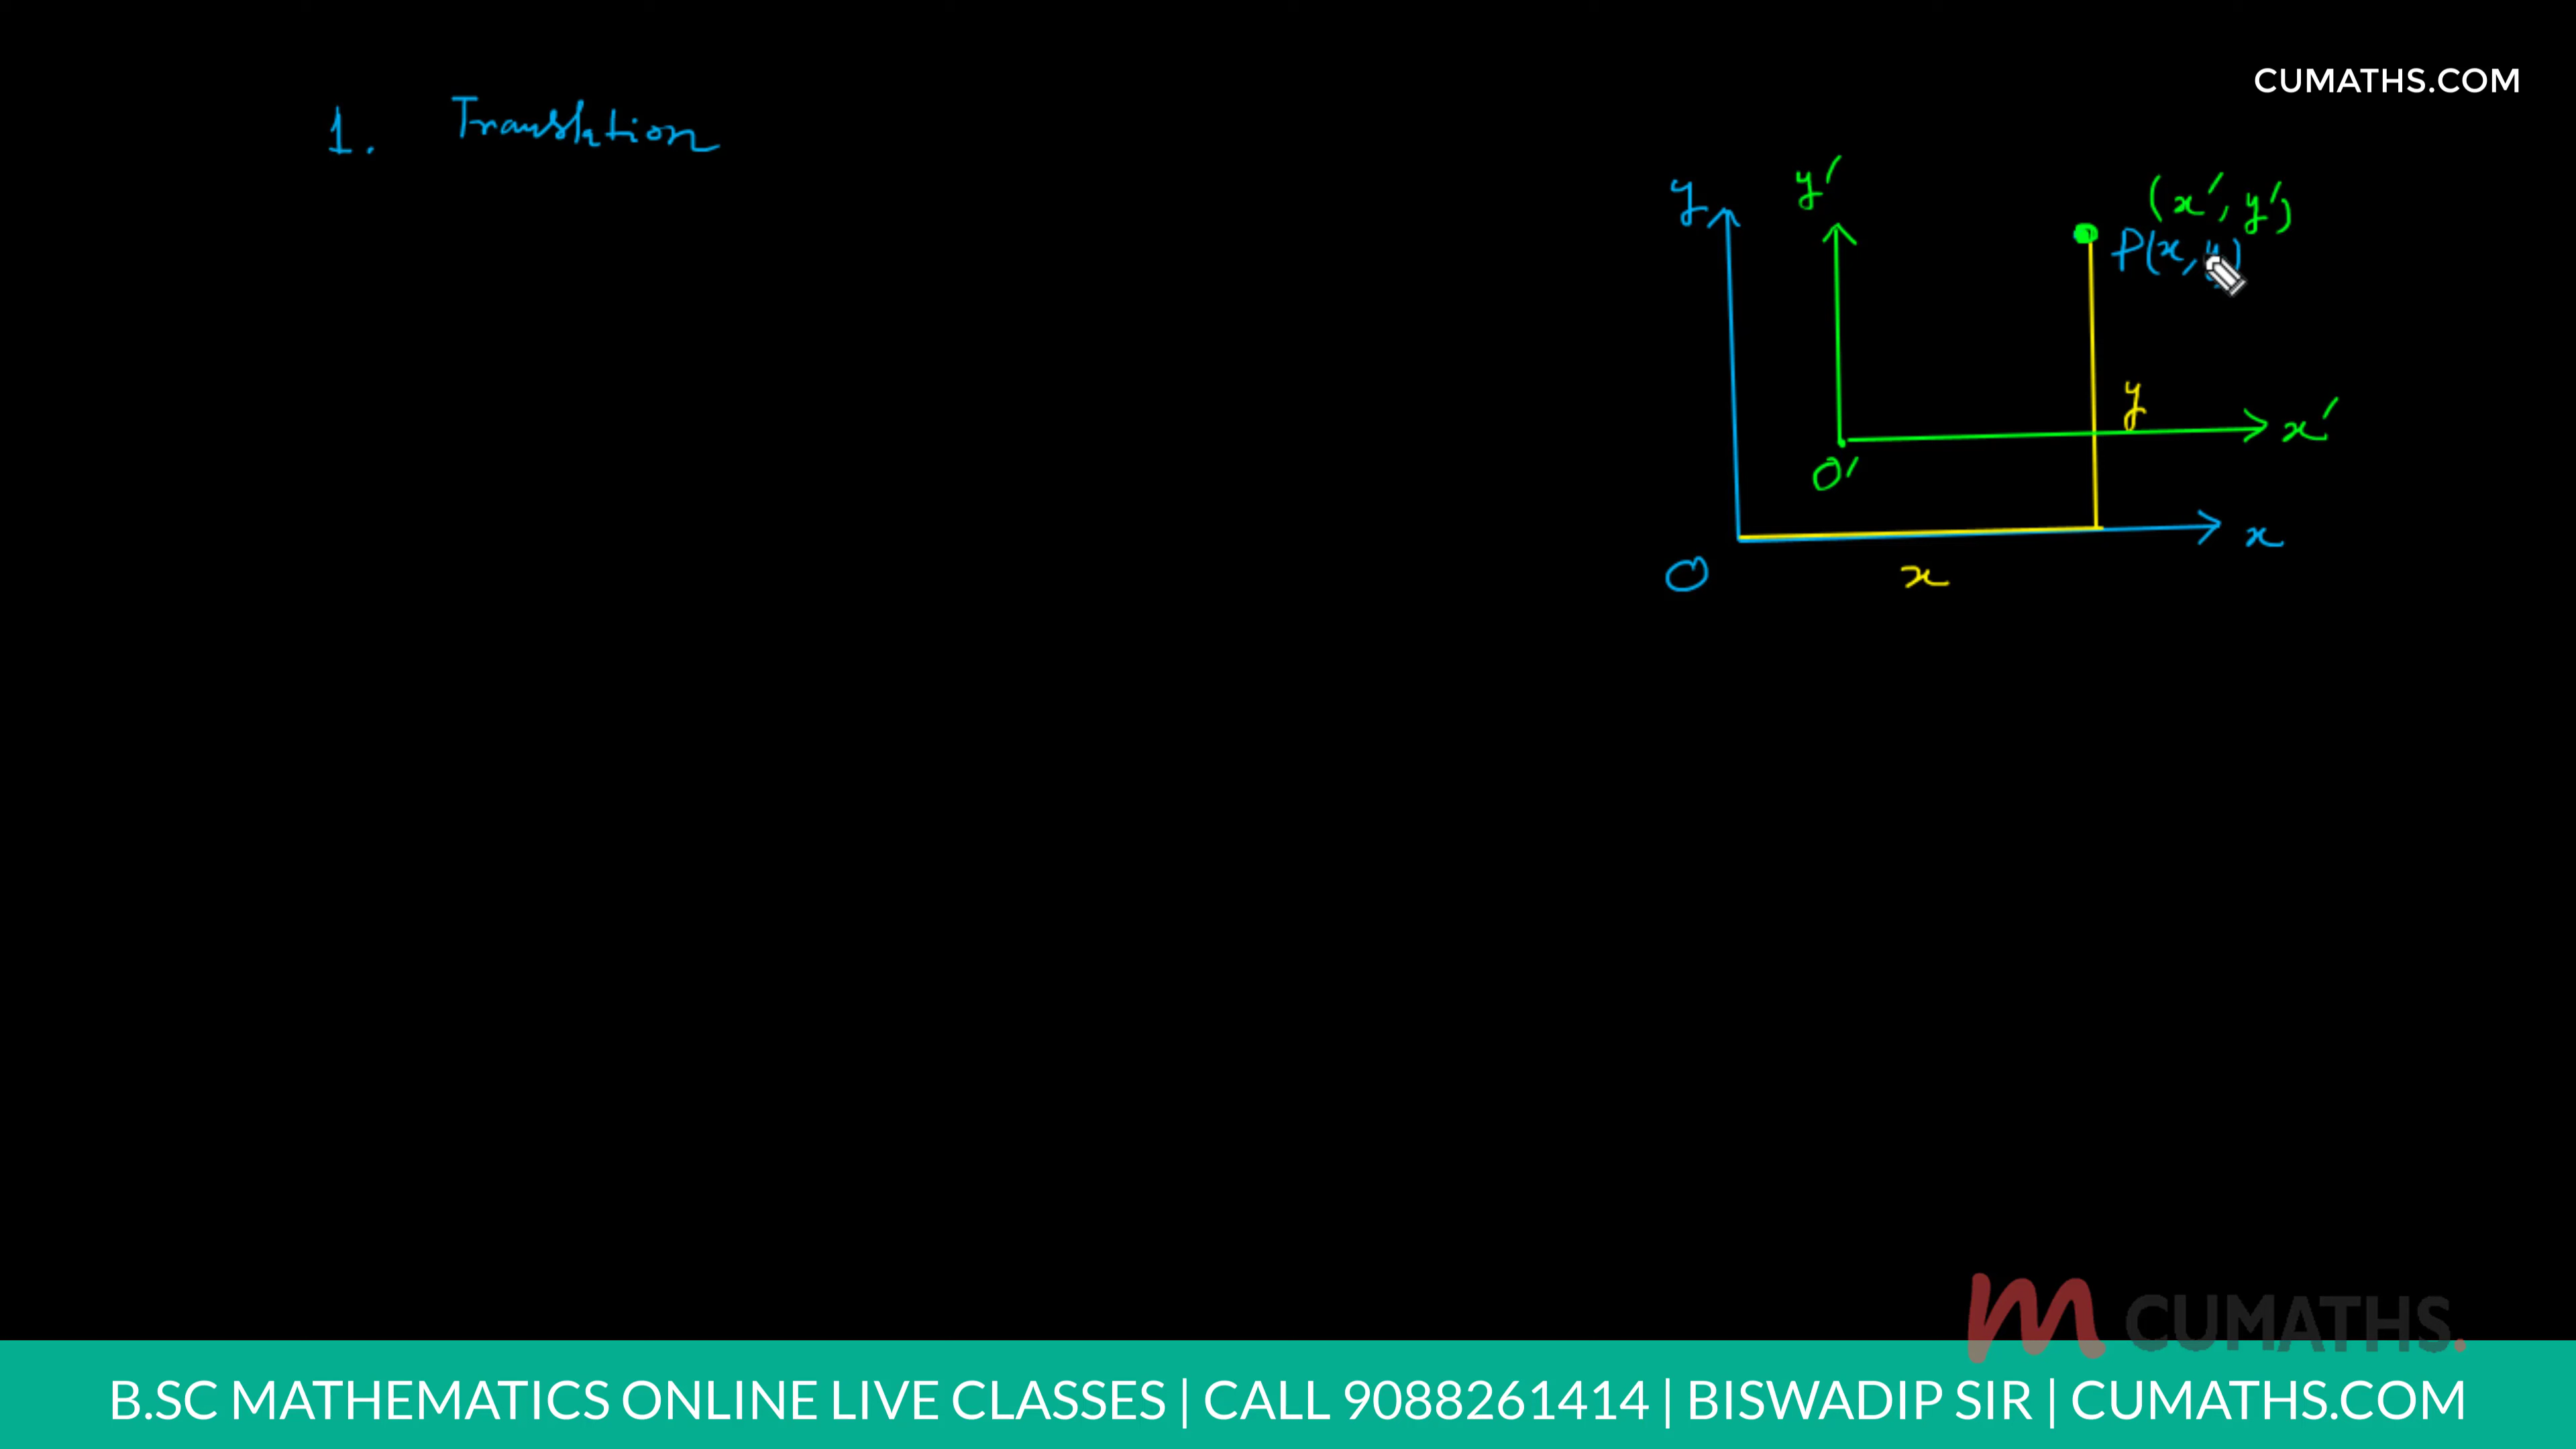 CUMATHS.COM
1. Translation
y
y'
(x', y')
P(x, y)
y
x'
O'
x
O
x
m CUMATHS.
B.SC MATHEMATICS ONLINE LIVE CLASSES | CALL 9088261414 | BISWADIP SIR | CUMATHS.COM